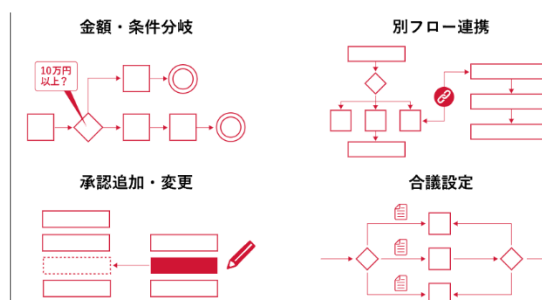 金額・条件分岐
別フロー連携
10万円
以上？
承認追加・変更
合議設定